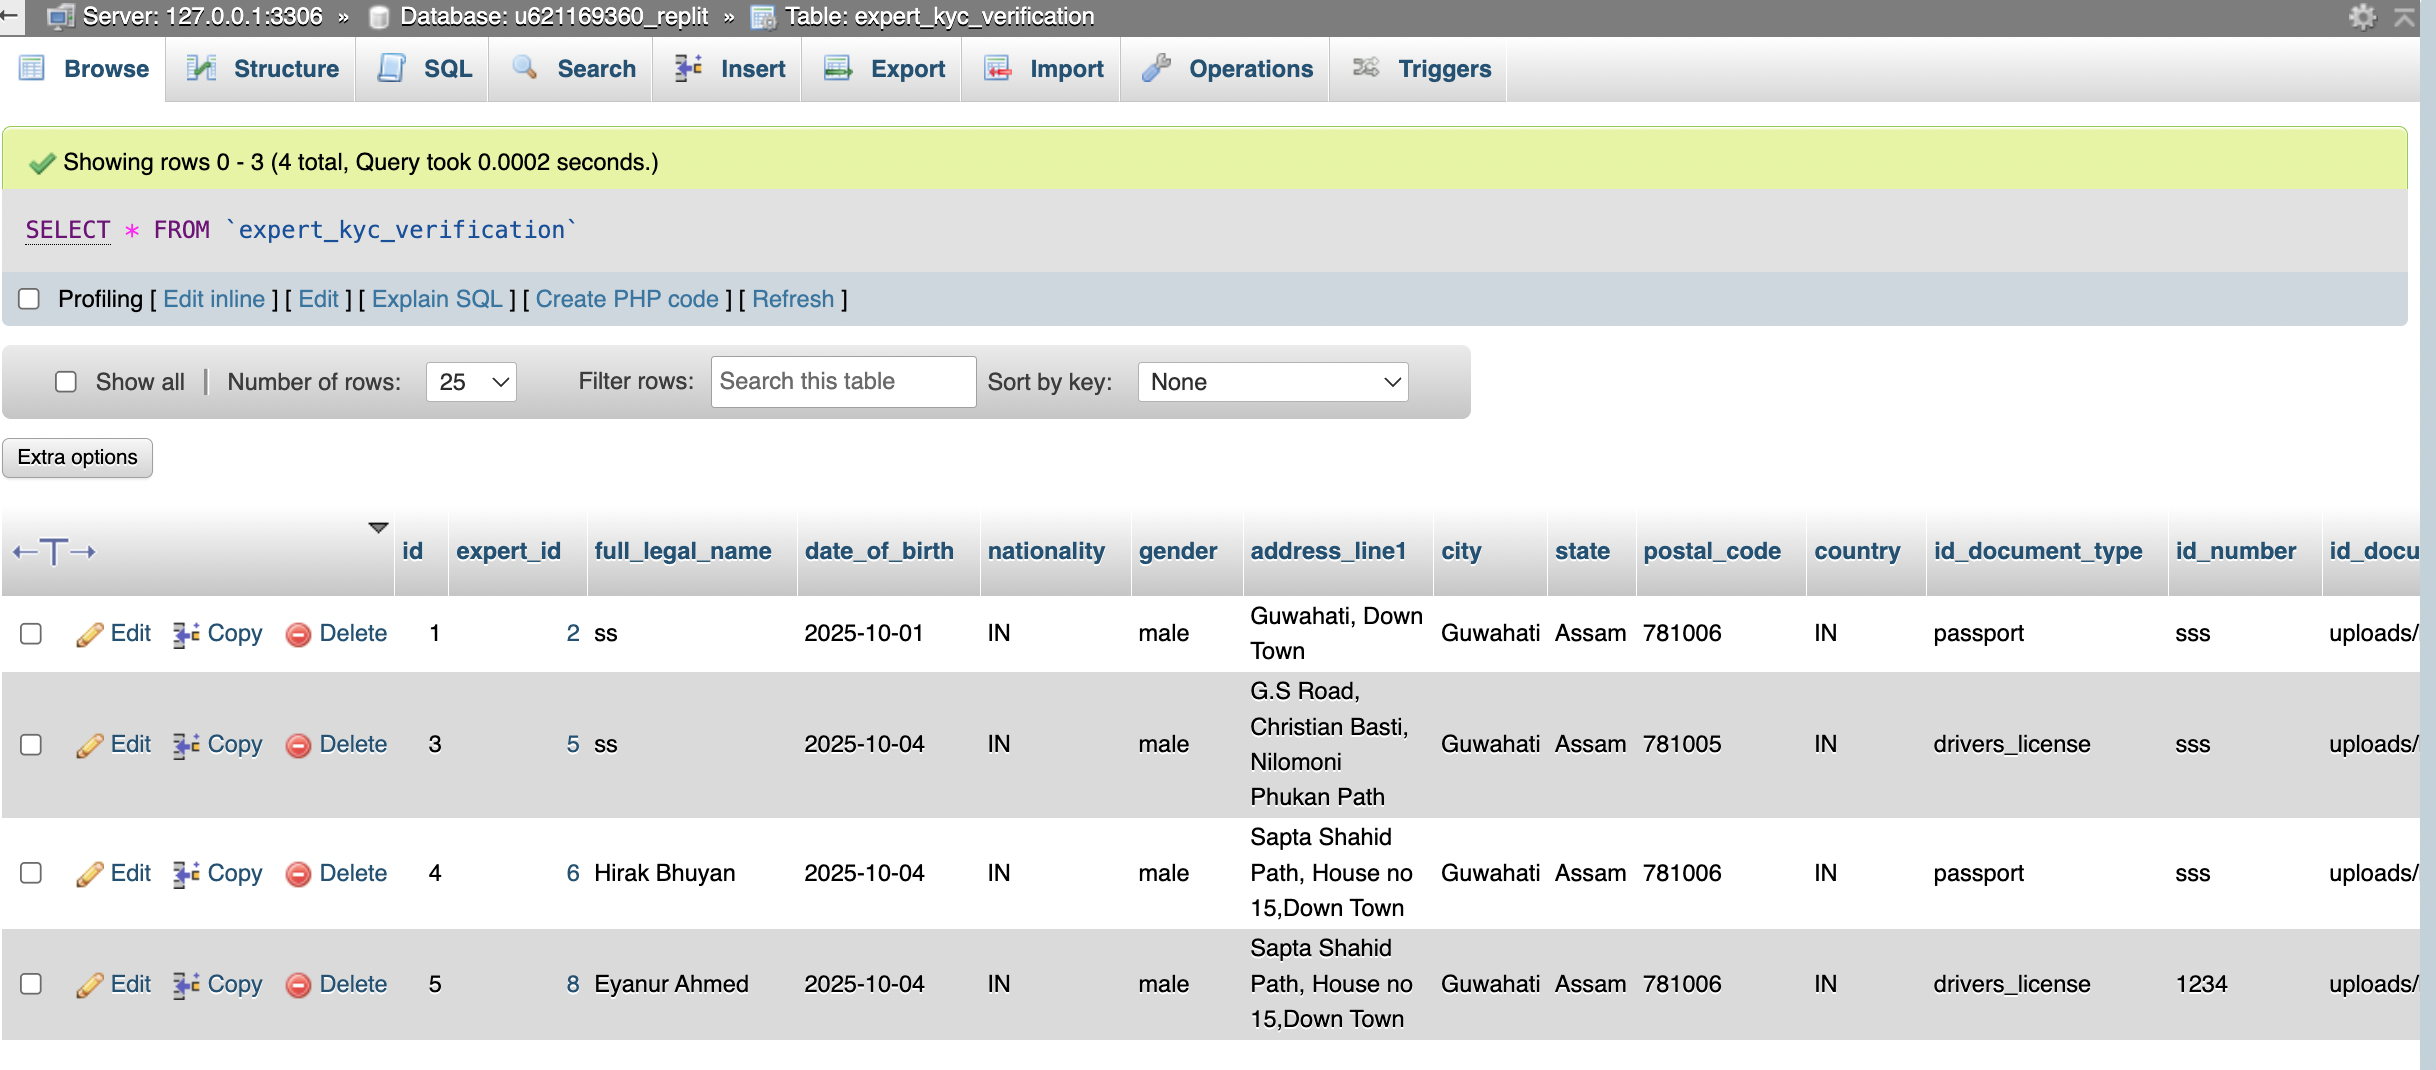 Server: 127.0.0.1:3306 » Database: u621169360_replit » Table: expert_kyc_verification
Browse Structure SQL Search Insert Export Import Operations Triggers
Showing rows 0 - 3 (4 total, Query took 0.0002 seconds.)
SELECT * FROM `expert_kyc_verification`
Profiling [ Edit inline ] [ Edit ] [ Explain SQL ] [ Create PHP code ] [ Refresh ]
Show all | Number of rows: 25 Filter rows: Search this table Sort by key: None
Extra options
←T→ id expert_id full_legal_name date_of_birth nationality gender address_line1 city state postal_code country id_document_type id_number id_docu
Edit Copy Delete 1 2 ss 2025-10-01 IN male Guwahati, Down Town Guwahati Assam 781006 IN passport sss uploads/
Edit Copy Delete 3 5 ss 2025-10-04 IN male G.S Road, Christian Basti, Nilomoni Phukan Path Guwahati Assam 781005 IN drivers_license sss uploads/
Edit Copy Delete 4 6 Hirak Bhuyan 2025-10-04 IN male Sapta Shahid Path, House no 15,Down Town Guwahati Assam 781006 IN passport sss uploads/
Edit Copy Delete 5 8 Eyanur Ahmed 2025-10-04 IN male Sapta Shahid Path, House no 15,Down Town Guwahati Assam 781006 IN drivers_license 1234 uploads/